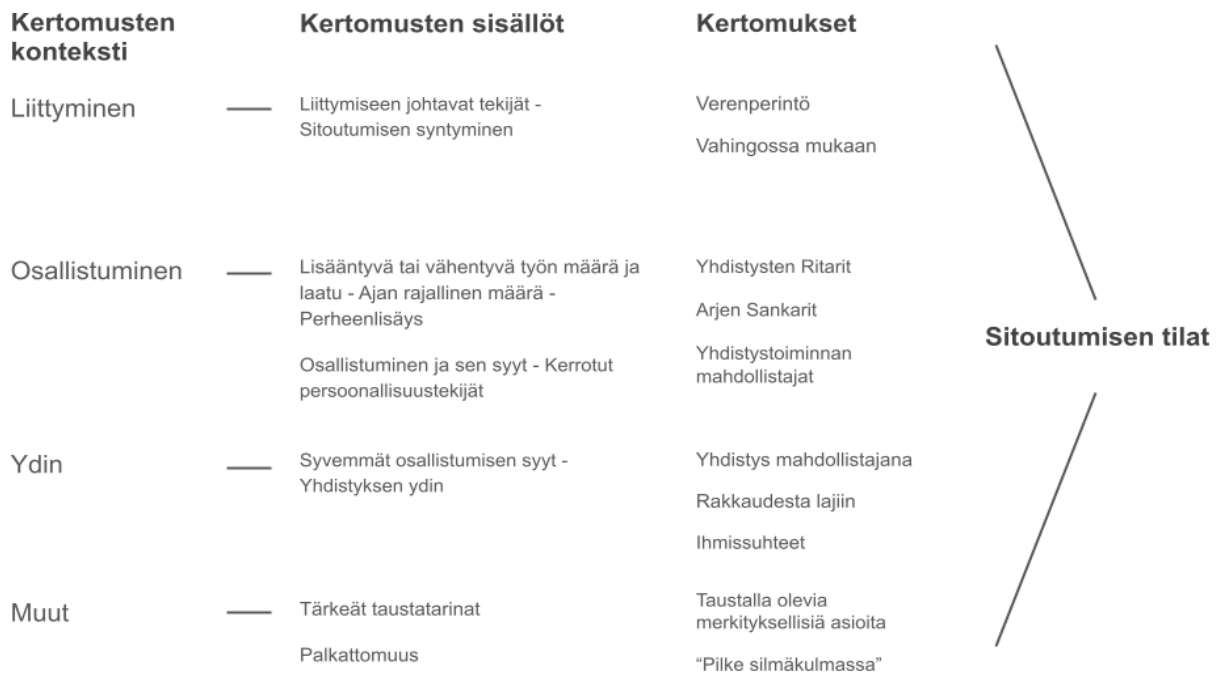 Kertomusten
konteksti
Kertomusten sisällöt
Kertomukset
Liittyminen
Liittymiseen johtavat tekijät -
Sitoutumisen syntyminen
Verenperintö
Vahingossa mukaan
Osallistuminen
Lisääntyvä tai vähentyvä työn määrä ja
laatu - Ajan rajallinen määrä -
Perheenlisäys
Osallistuminen ja sen syyt - Kerrotut
persoonallisuustekijät
Yhdistysten Ritarit
Arjen Sankarit
Yhdistystoiminnan
mahdollistajat
Sitoutumisen tilat
Ydin
Syvemmät osallistumisen syyt -
Yhdistyksen ydin
Yhdistys mahdollistajana
Rakkaudesta lajiin
Ihmissuhteet
Muut
Tärkeät taustatarinat
Palkattomuus
Taustalla olevia
merkityksellisiä asioita
“Pilke silmäkulmassa”